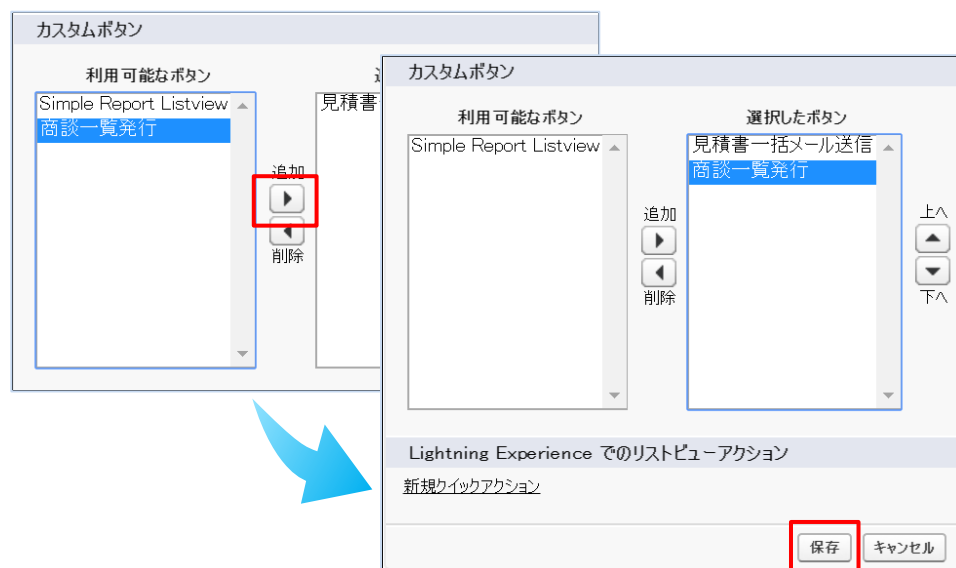 カスタムボタン
利用可能なボタン
Simple Report Listview
商談一覧発行
追加
削除
見積書
カスタムボタン
利用可能なボタン
選択したボタン
Simple Report Listview
見積書一括メール送信
商談一覧発行
追加
削除
上へ
下へ
Lightning Experience でのリストビューアクション
新規クイックアクション
保存
キャンセル